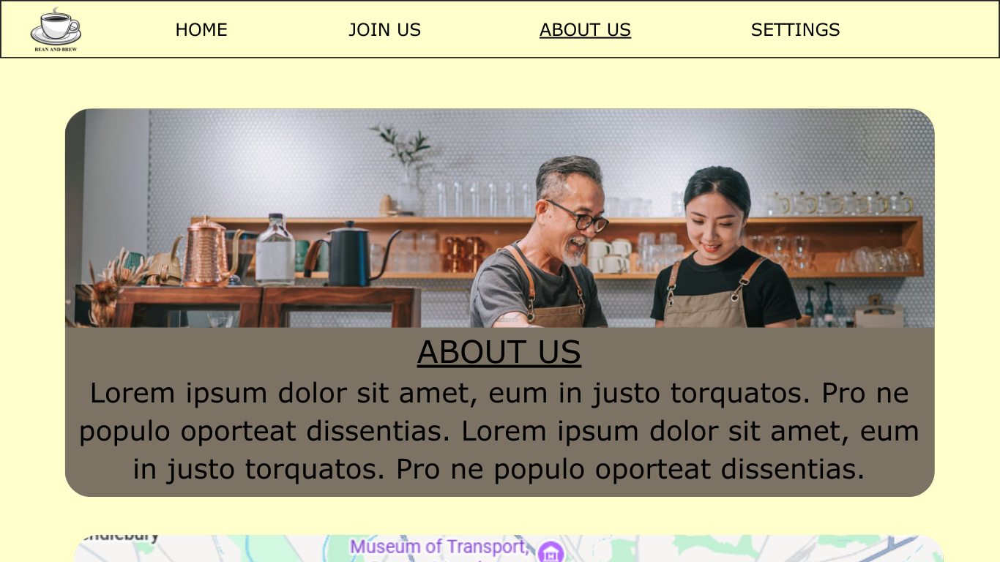 BEAN AND BREW
HOME
JOIN US
ABOUT US
SETTINGS
ABOUT US
Lorem ipsum dolor sit amet, eum in justo torquatos. Pro ne
populo oporteat dissentias. Lorem ipsum dolor sit amet, eum
in justo torquatos. Pro ne populo oporteat dissentias.
Museum of Transport,